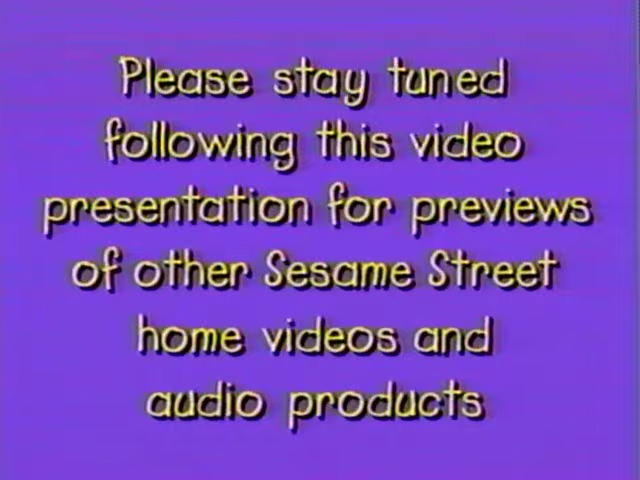 Please stay tuned
following this video
presentation for previews
of other Sesame Street
home videos and
audio products